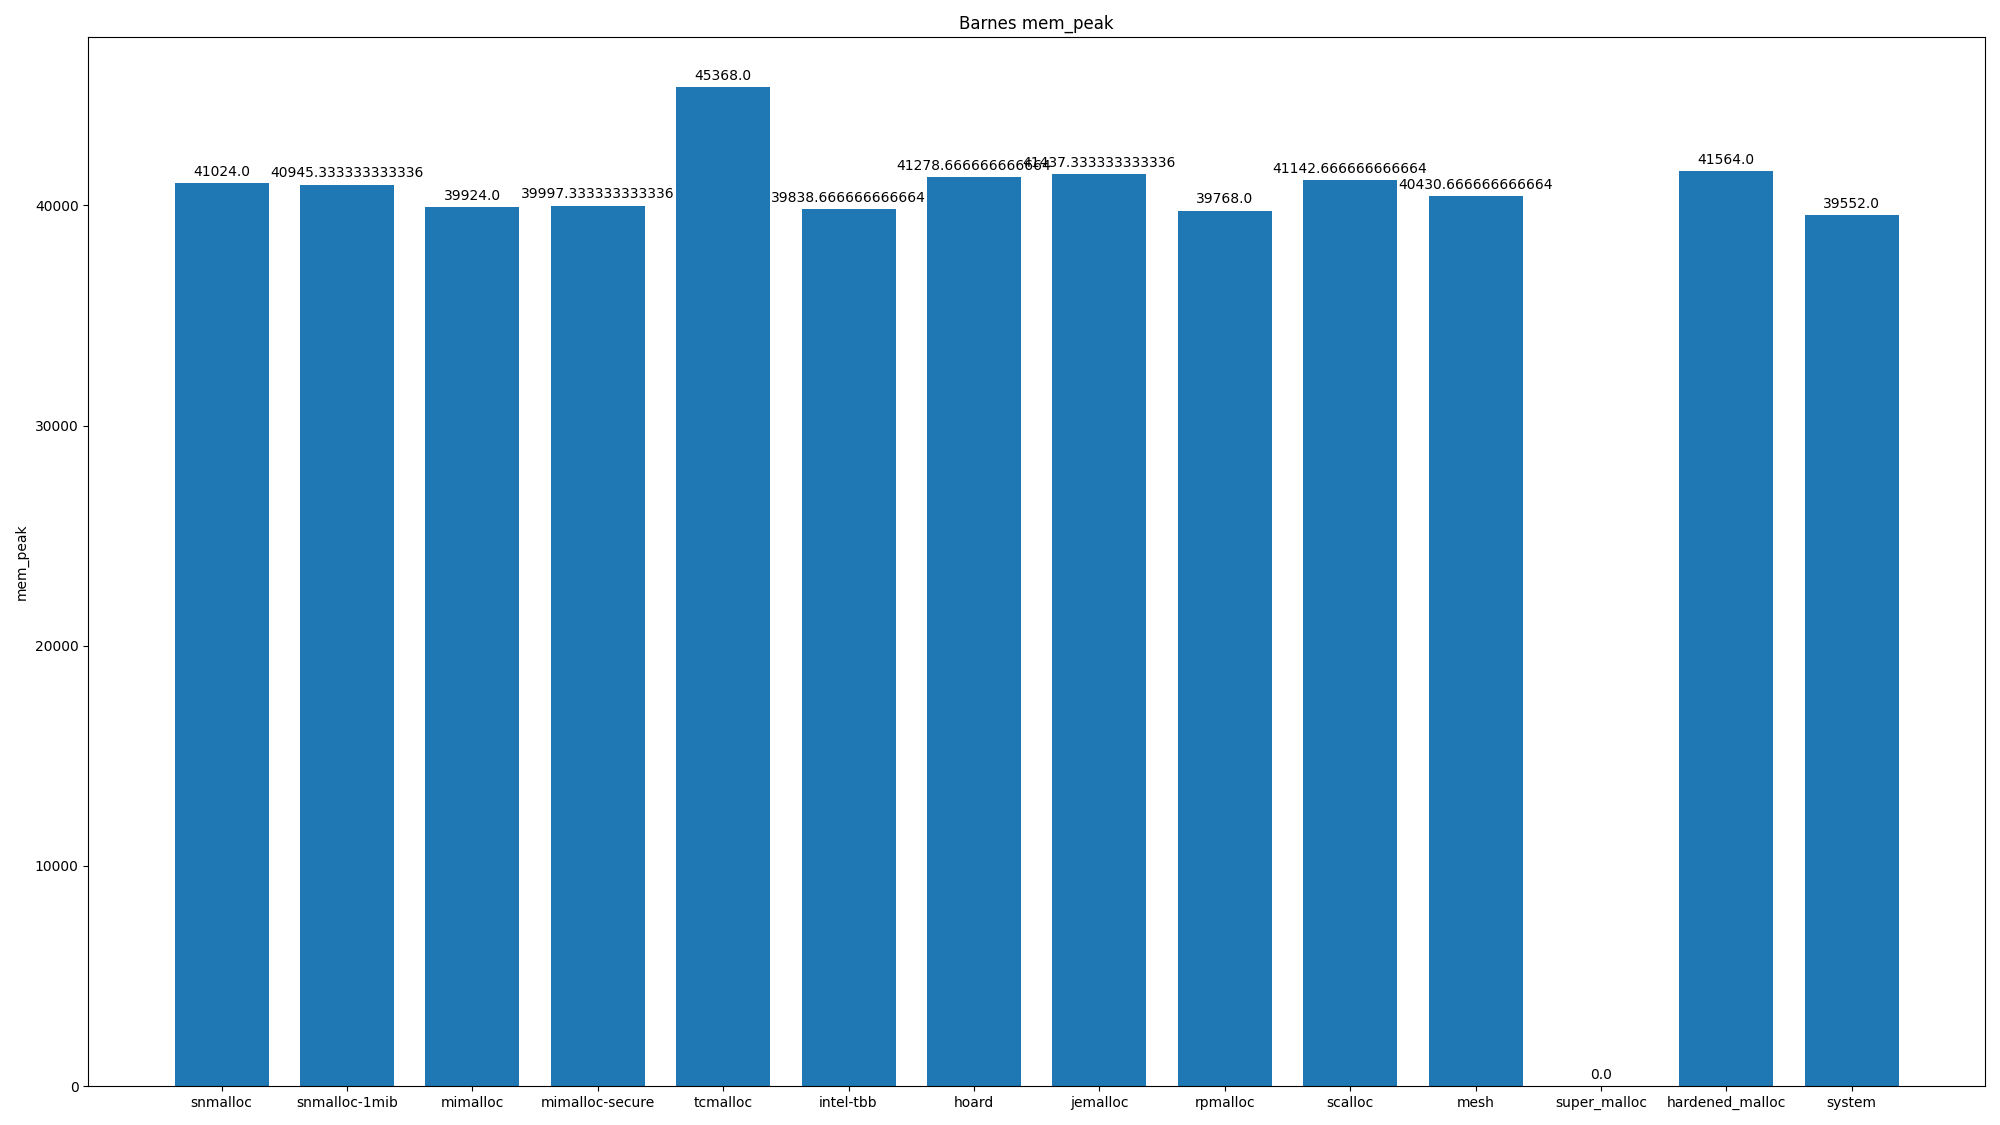 Barnes mem_peak
45368.0
41024.0
40945.333333333336
39924.0
39997.333333333336
39838.666666666664
41278.666666666664
41437.333333333336
39768.0
41142.666666666664
40430.666666666664
0.0
41564.0
39552.0
40000
30000
20000
10000
0
mem_peak
snmalloc
snmalloc-1mib
mimalloc
mimalloc-secure
tcmalloc
intel-tbb
hoard
jemalloc
rpmalloc
scalloc
mesh
super_malloc
hardened_malloc
system